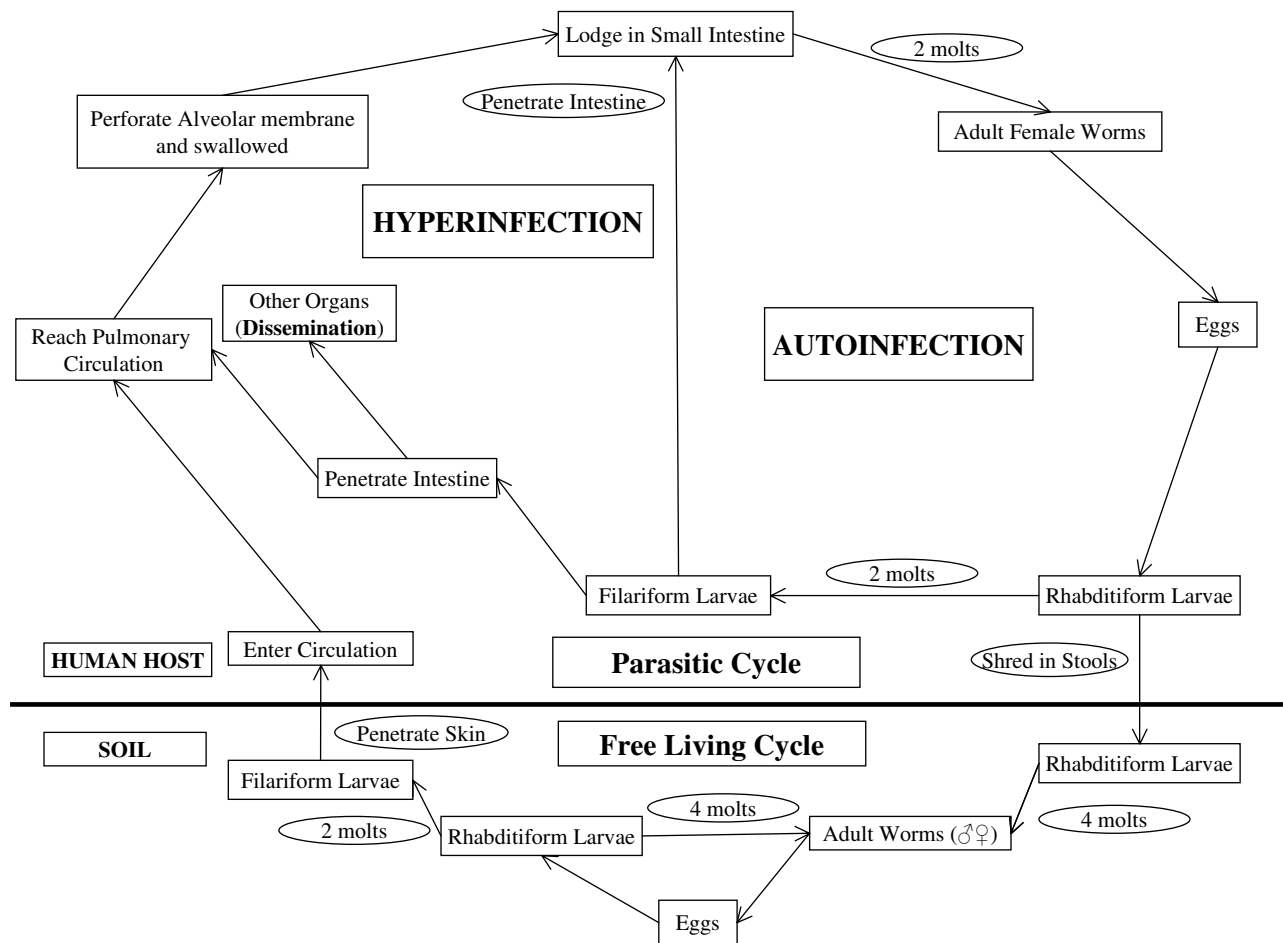 Lodge in Small Intestine
2 molts
Penetrate Intestine
Perforate Alveolar membrane
and swallowed
Adult Female Worms
HYPERINFECTION
Other Organs
(Dissemination)
Reach Pulmonary
Circulation
AUTOINFECTION
Eggs
Penetrate Intestine
2 molts
Filariform Larvae
Rhabditiform Larvae
Enter Circulation
HUMAN HOST
Parasitic Cycle
Shred in Stools
Penetrate Skin
SOIL
Free Living Cycle
Rhabditiform Larvae
Filariform Larvae
2 molts
Rhabditiform Larvae
4 molts
Adult Worms (♂♀)
4 molts
Eggs